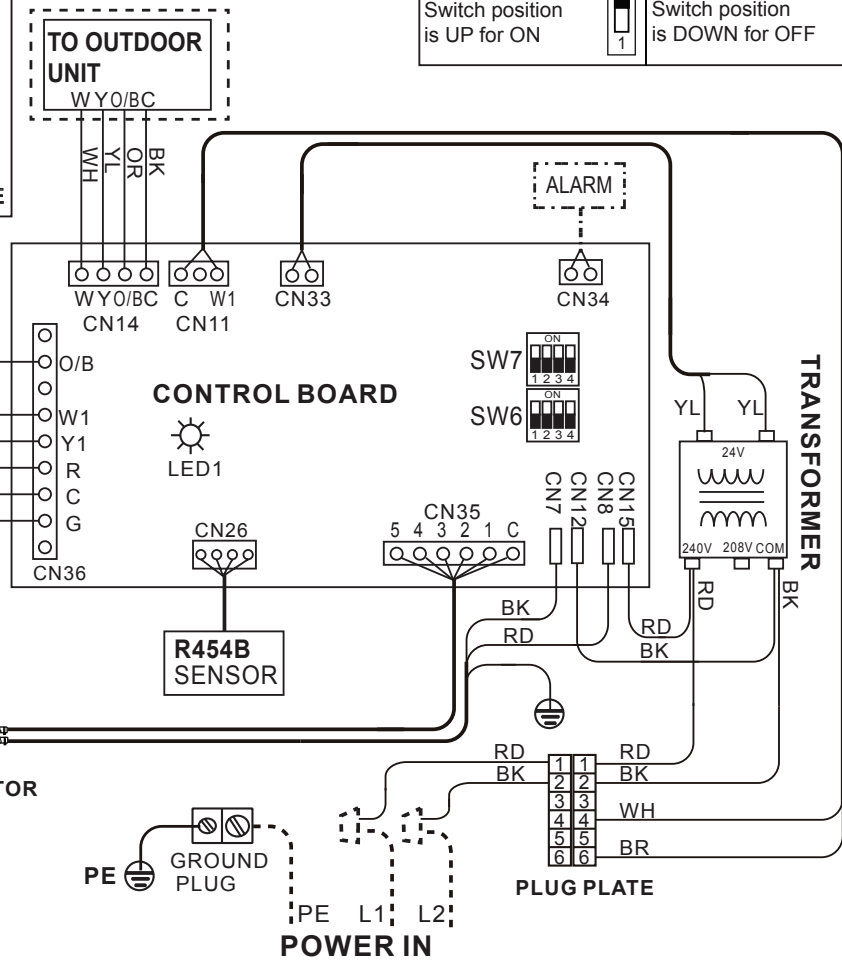 Switch position
is UP for ON
1
Switch position
is DOWN for OFF
TO OUTDOOR
UNIT
W Y O/B C
WH YL OR BK
E
ALARM
W Y O/B C
CN14
C W1
CN11
CN33
CN34
O/B
W1
Y1
R
C
G
CN36
CONTROL BOARD
LED1
SW7
ON
1 2 3 4
SW6
ON
1 2 3 4
YL YL
24V
240V 208V COM
TRANSFORMER
CN26
CN35
5 4 3 2 1 C
CN7 CN12 CN8 CN15
R454B
SENSOR
BK
RD
RD
BK
RD
BK
RD
BK
1 1
2 2
3 3
4 4
5 5
6 6
RD
BK
WH
BR
PLUG PLATE
TOR
PE
GROUND
PLUG
PE L1 L2
POWER IN